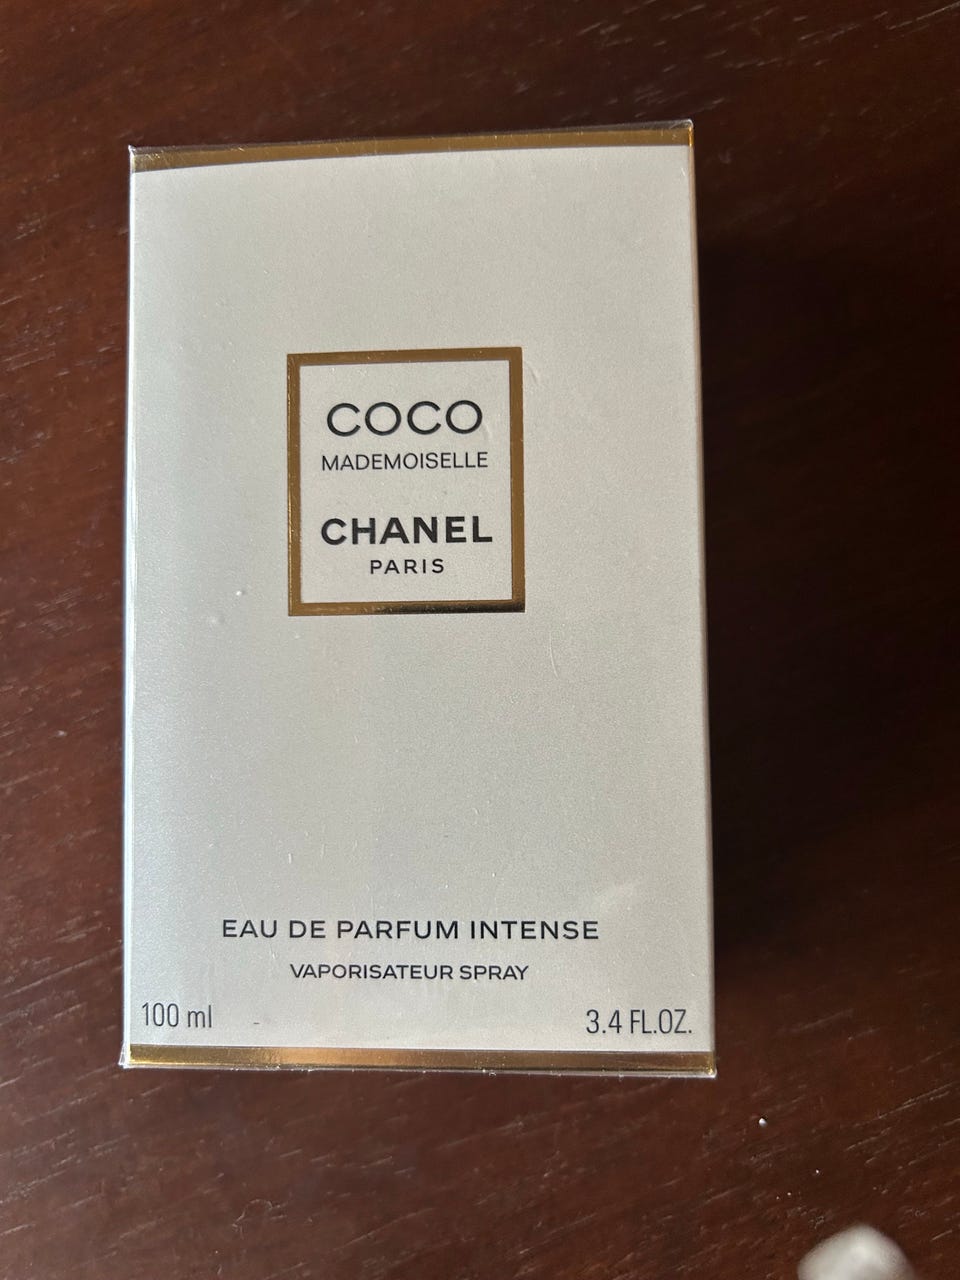 COCO
MADEMOISELLE
CHANEL
PARIS
EAU DE PARFUM INTENSE
VAPORISATEUR SPRAY
100 ml 3.4 FL.OZ.